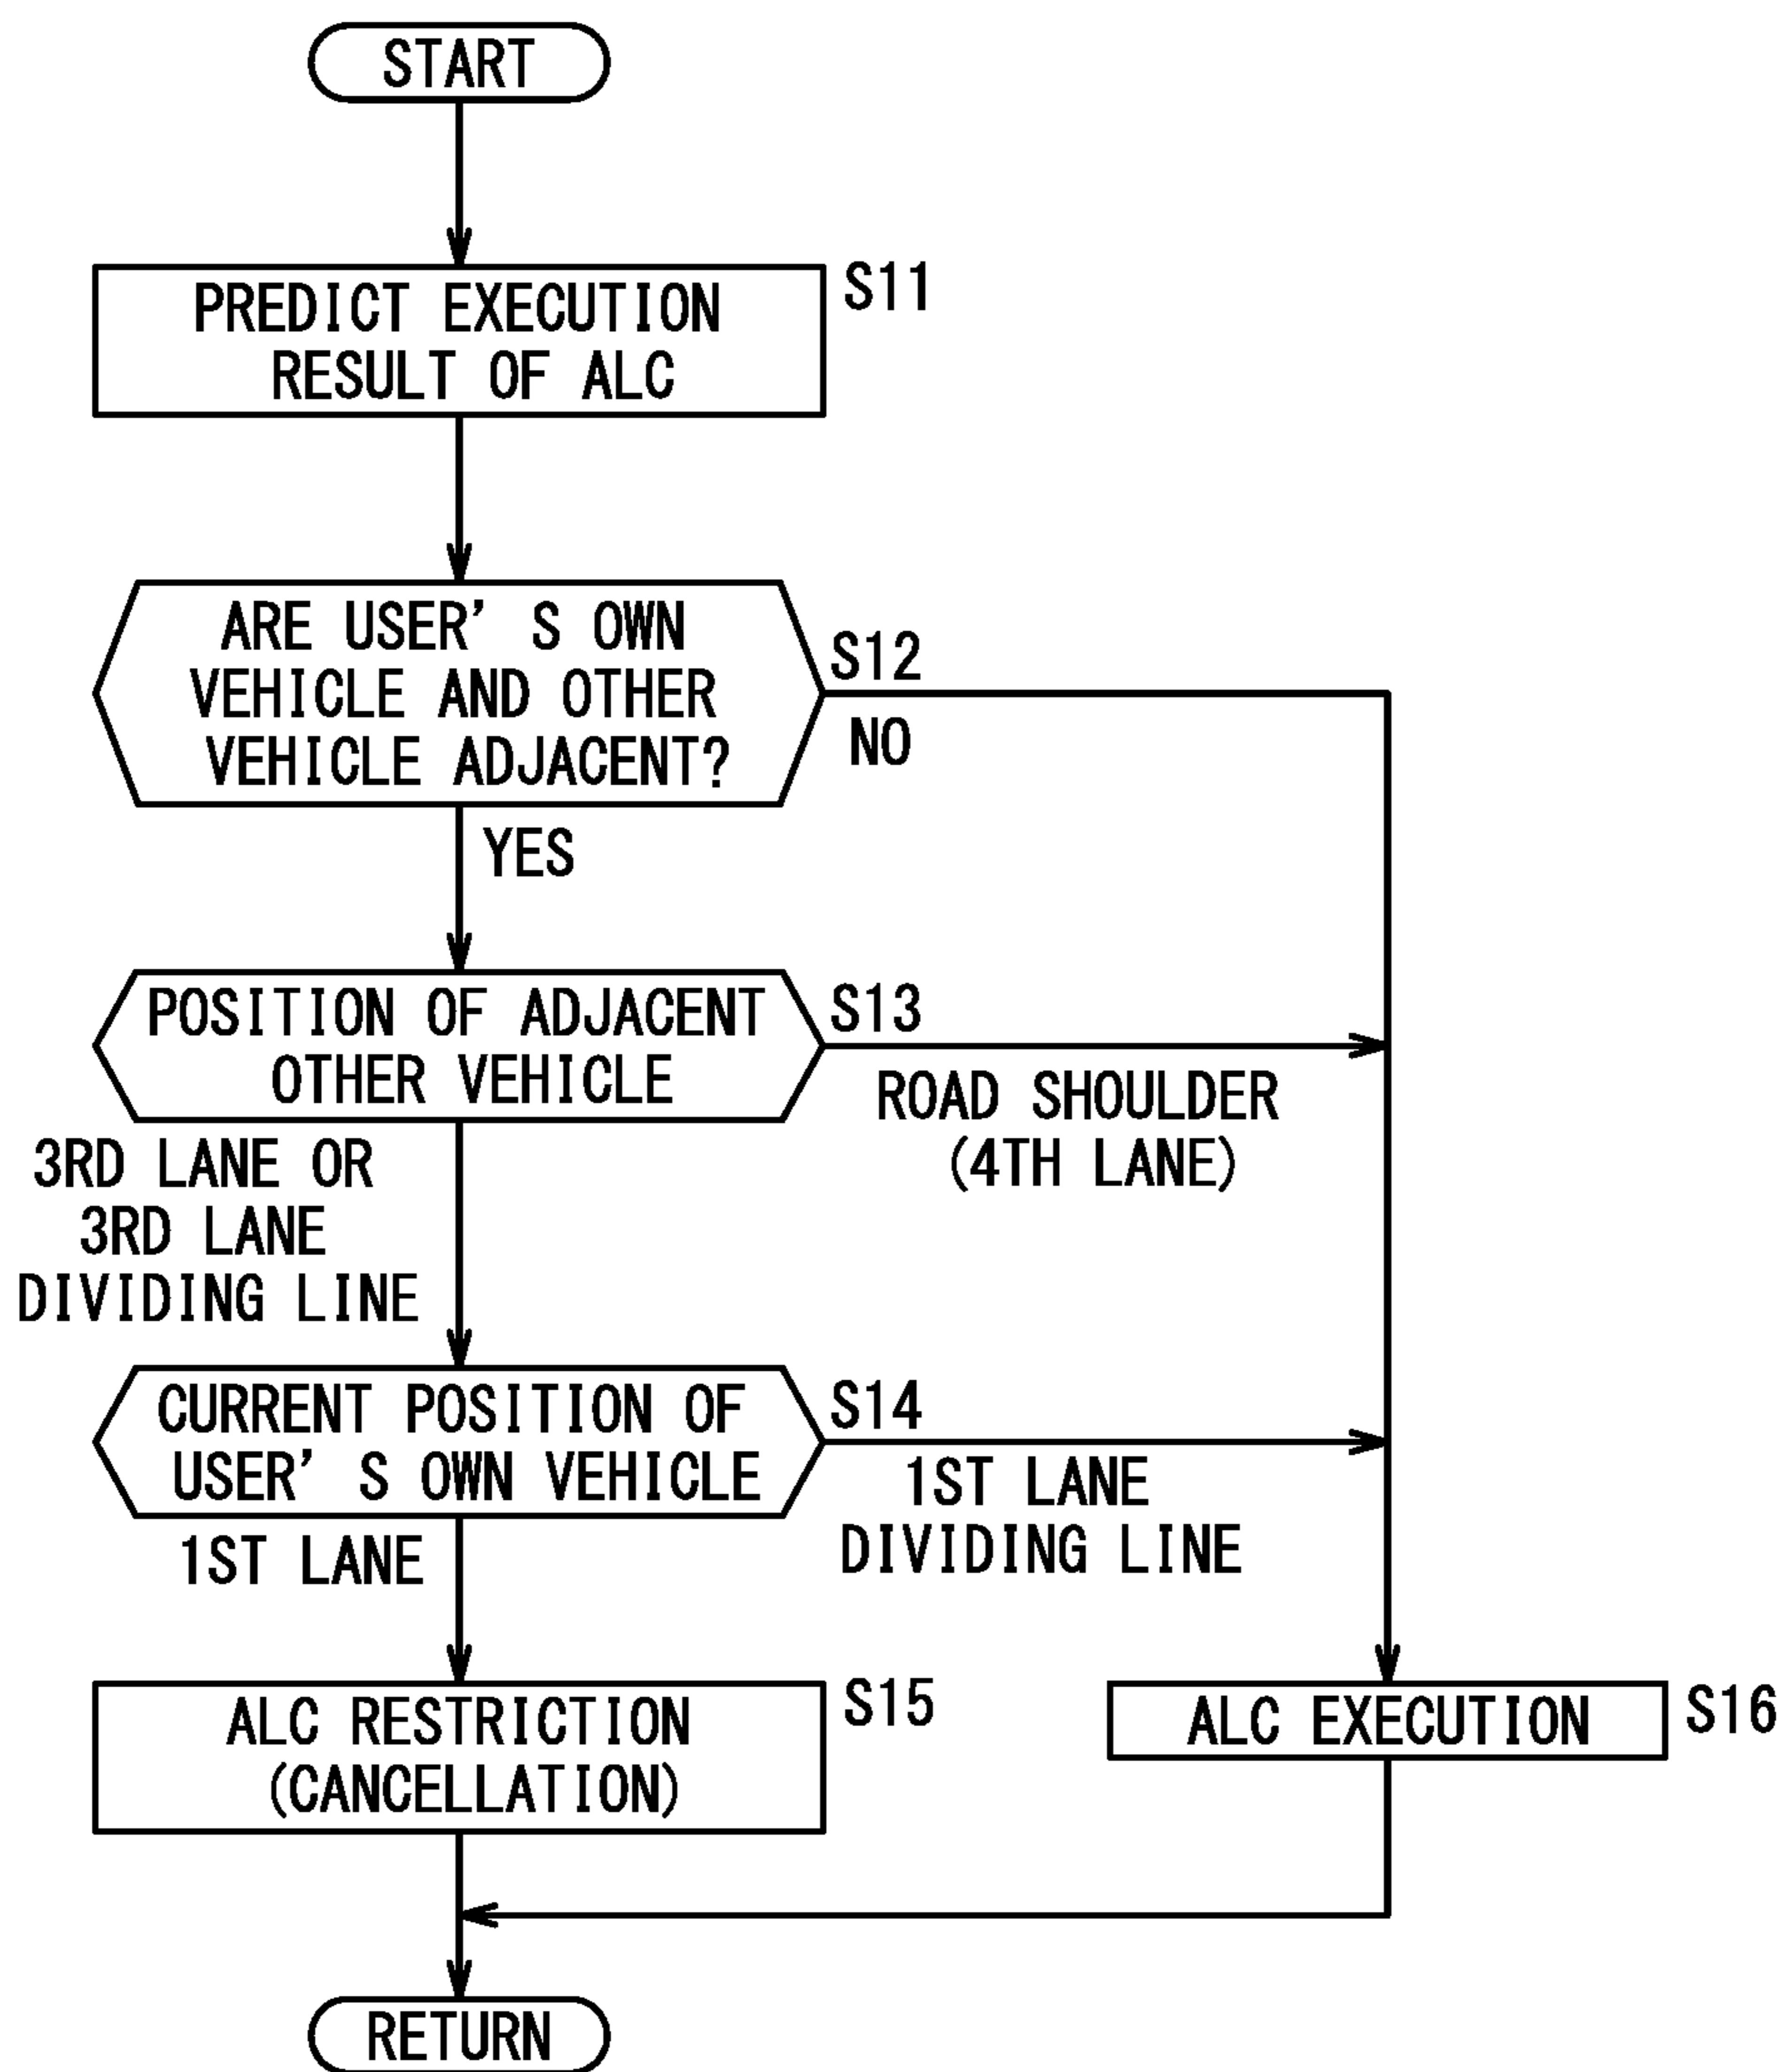 START
PREDICT EXECUTION
RESULT OF ALC
S11
ARE USER'S OWN
VEHICLE AND OTHER
VEHICLE ADJACENT?
S12
NO
YES
POSITION OF ADJACENT
OTHER VEHICLE
S13
ROAD SHOULDER
(4TH LANE)
3RD LANE OR
3RD LANE
DIVIDING LINE
CURRENT POSITION OF
USER'S OWN VEHICLE
S14
1ST LANE
DIVIDING LINE
1ST LANE
ALC RESTRICTION
(CANCELLATION)
S15
ALC EXECUTION
S16
RETURN